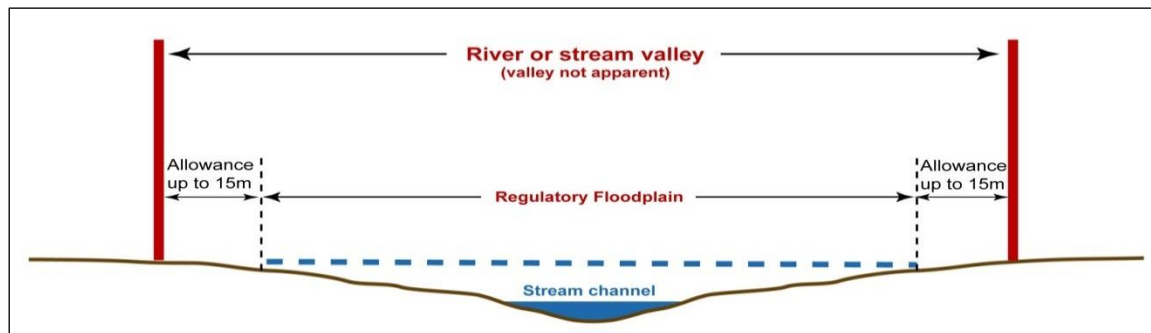 River or stream valley
(valley not apparent)
Allowance
up to 15m
Allowance
up to 15m
Regulatory Floodplain
Stream channel